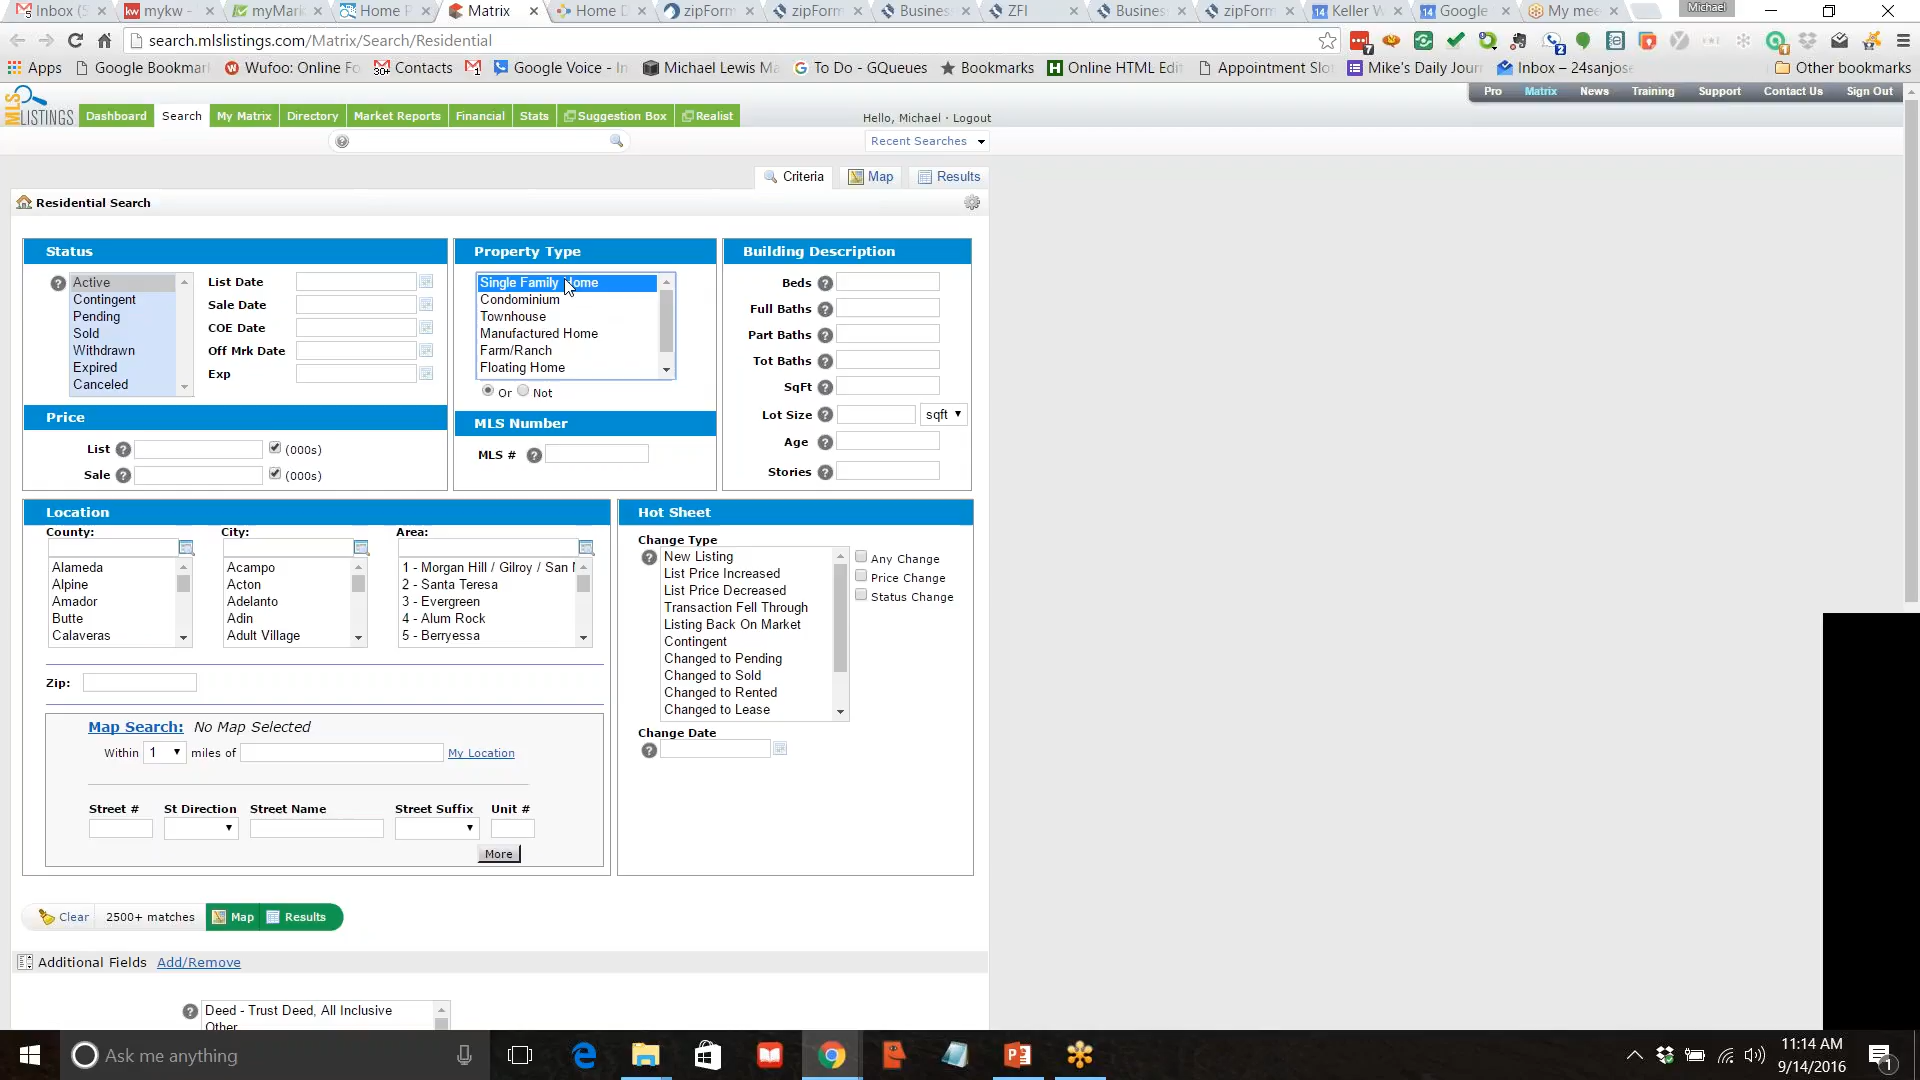 Inbox (5
mykw -
myMark
Home P
Matrix
Home D
zipForm
zipForm
Business
ZFI
Business
zipForm
Keller W
Google
My mee
Michael
search.mlslistings.com/Matrix/Search/Residential
Apps
Google Bookmar
Wufoo: Online Fo
Contacts
Google Voice - In
Michael Lewis Ma
To Do - GQueues
Bookmarks
Online HTML Edit
Appointment Slot
Mike's Daily Journ
Inbox – 24sanjose
Other bookmarks
MLS LISTINGS
Pro
Matrix
News
Training
Support
Contact Us
Sign Out
Dashboard
Search
My Matrix
Directory
Market Reports
Financial
Stats
Suggestion Box
Realist
Hello, Michael · Logout
Recent Searches
Criteria
Map
Results
Residential Search
Status
Active
Contingent
Pending
Sold
Withdrawn
Expired
Canceled
List Date
Sale Date
COE Date
Off Mrk Date
Exp
Price
List
(000s)
Sale
(000s)
Property Type
Single Family Home
Condominium
Townhouse
Manufactured Home
Farm/Ranch
Floating Home
Or
Not
MLS Number
MLS #
Building Description
Beds
Full Baths
Part Baths
Tot Baths
SqFt
Lot Size
sqft
Age
Stories
Location
County:
Alameda
Alpine
Amador
Butte
Calaveras
City:
Acampo
Acton
Adelanto
Adin
Adult Village
Area:
1 - Morgan Hill / Gilroy / San M
2 - Santa Teresa
3 - Evergreen
4 - Alum Rock
5 - Berryessa
Zip:
Map Search: No Map Selected
Within 1 miles of
My Location
Street #
St Direction
Street Name
Street Suffix
Unit #
More
Hot Sheet
Change Type
New Listing
List Price Increased
List Price Decreased
Transaction Fell Through
Listing Back On Market
Contingent
Changed to Pending
Changed to Sold
Changed to Rented
Changed to Lease
Any Change
Price Change
Status Change
Change Date
Clear
2500+ matches
Map
Results
Additional Fields Add/Remove
Deed - Trust Deed, All Inclusive
Other
Ask me anything
11:14 AM
9/14/2016
1